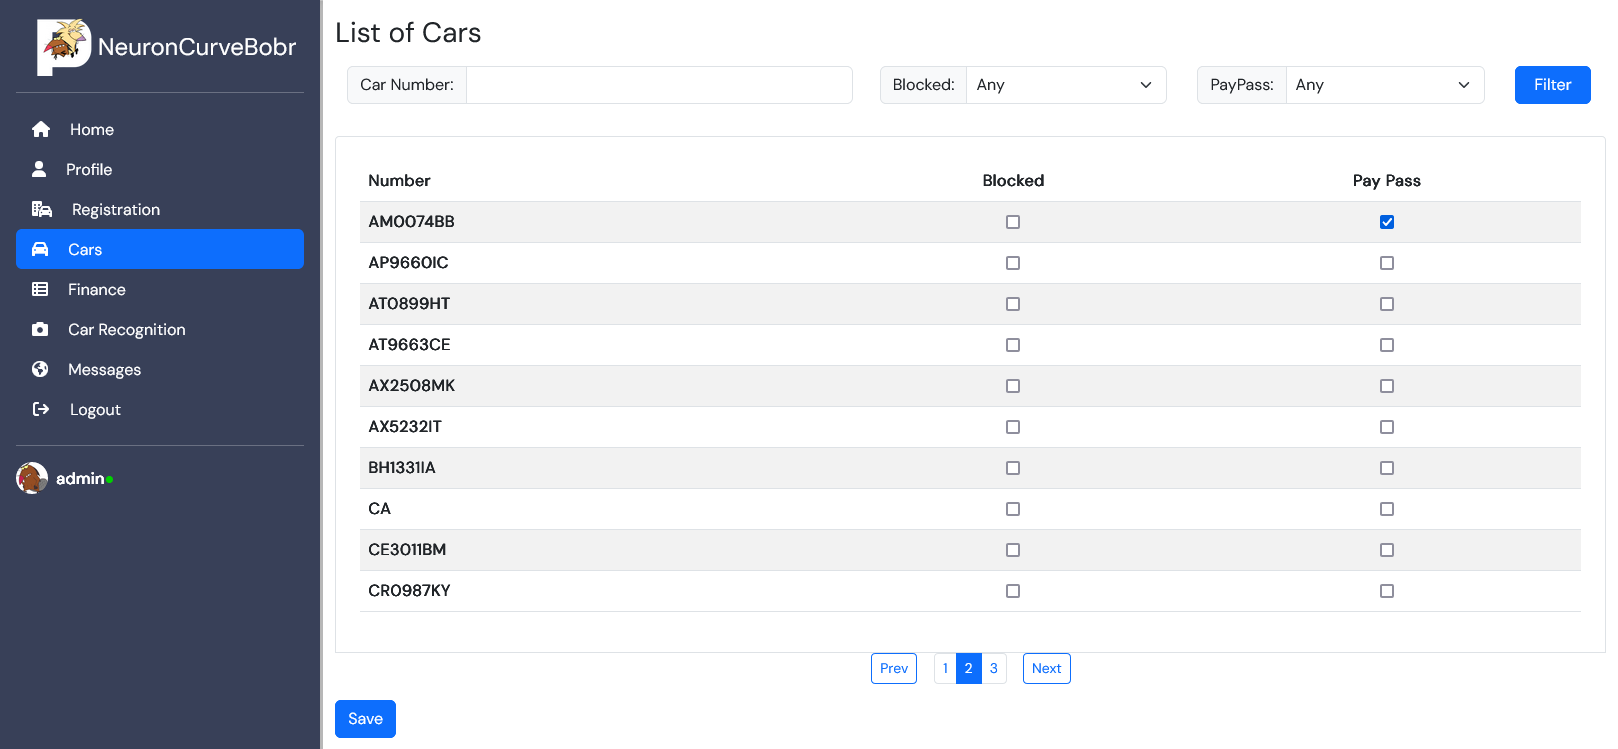 NeuronCurveBobr
Home
Profile
Registration
Cars
Finance
Car Recognition
Messages
Logout
admin
List of Cars
Car Number:
Blocked: Any
PayPass: Any
Filter
Number Blocked Pay Pass
AM0074BB
AP9660IC
AT0899HT
AT9663CE
AX2508MK
AX5232IT
BH1331IA
CA
CE3011BM
CR0987KY
Prev 1 2 3 Next
Save